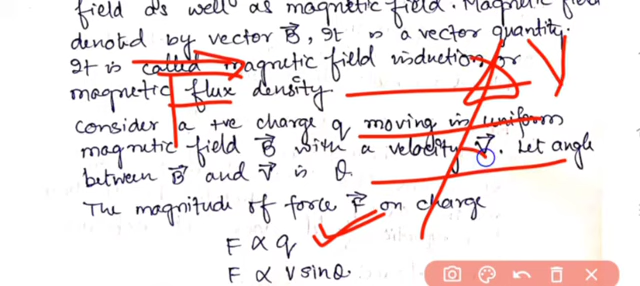 field as well as magnetic field. Magnetic field
denoted by vector B⃗, It is a vector quantity.
It is called magnetic field induction or
magnetic flux density
consider a +ve charge q moving in uniform
magnetic field B⃗ with a velocity V⃗. Let angle
between B⃗ and V⃗ is θ
The magnitude of force F⃗ on charge
F ∝ q
F ∝ V sinθ